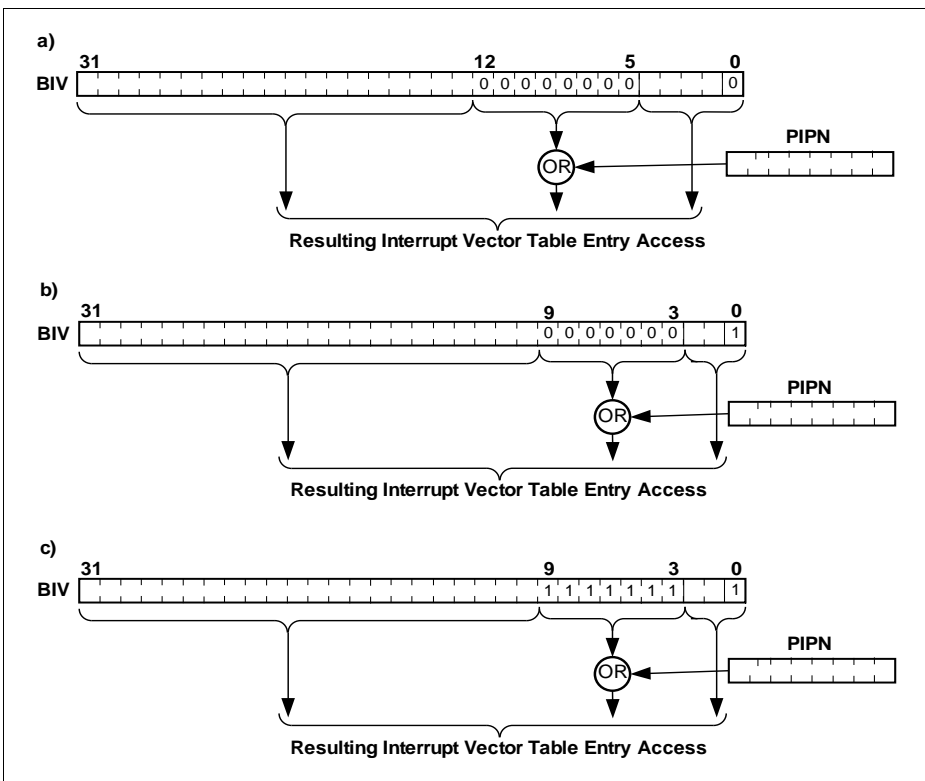 a)
31 12 5 0
BIV 0 0 0 0 0 0 0 0 0
PIPN
OR
Resulting Interrupt Vector Table Entry Access
b)
31 9 3 0
BIV 0 0 0 0 0 0 0 1
PIPN
OR
Resulting Interrupt Vector Table Entry Access
c)
31 9 3 0
BIV 1 1 1 1 1 1 1 1
PIPN
OR
Resulting Interrupt Vector Table Entry Access